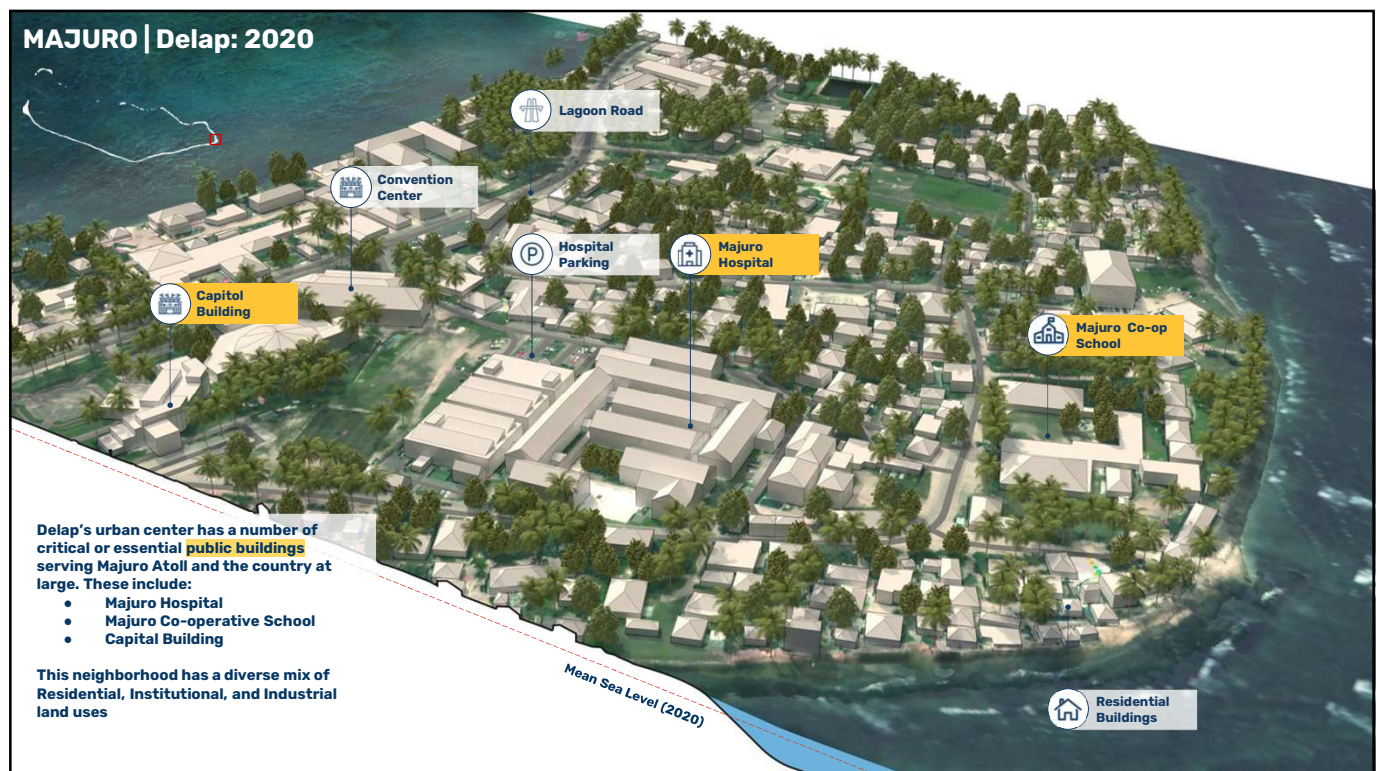 MAJURO | Delap: 2020
Lagoon Road
Convention
Center
Hospital
Parking
Majuro
Hospital
Capitol
Building
Majuro Co-op
School
Delap's urban center has a number of
critical or essential public buildings
serving Majuro Atoll and the country at
large. These include:
● Majuro Hospital
● Majuro Co-operative School
● Capital Building
This neighborhood has a diverse mix of
Residential, Institutional, and Industrial
land uses
Mean Sea Level (2020)
Residential
Buildings
P